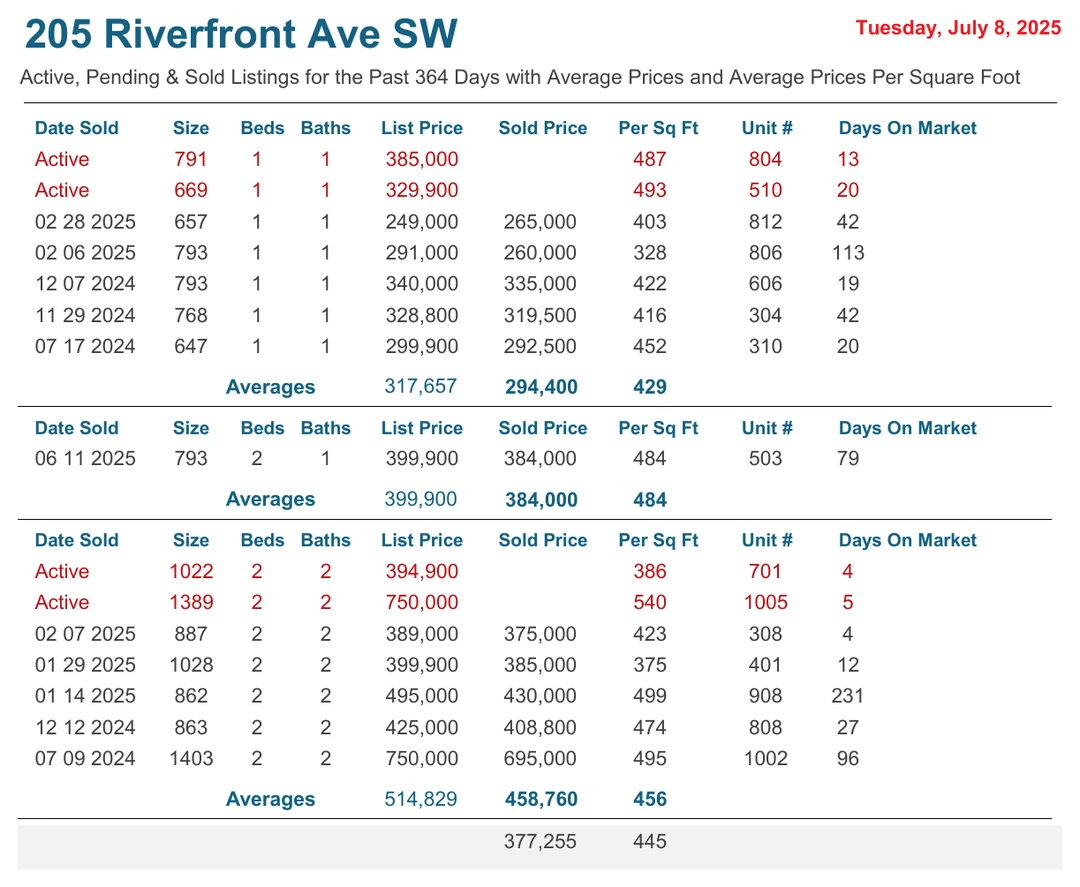 205 Riverfront Ave SW
Tuesday, July 8, 2025
Active, Pending & Sold Listings for the Past 364 Days with Average Prices and Average Prices Per Square Foot
Date Sold Size Beds Baths List Price Sold Price Per Sq Ft Unit # Days On Market
Active 791 1 1 385,000 487 804 13
Active 669 1 1 329,900 493 510 20
02 28 2025 657 1 1 249,000 265,000 403 812 42
02 06 2025 793 1 1 291,000 260,000 328 806 113
12 07 2024 793 1 1 340,000 335,000 422 606 19
11 29 2024 768 1 1 328,800 319,500 416 304 42
07 17 2024 647 1 1 299,900 292,500 452 310 20
Averages 317,657 294,400 429
Date Sold Size Beds Baths List Price Sold Price Per Sq Ft Unit # Days On Market
06 11 2025 793 2 1 399,900 384,000 484 503 79
Averages 399,900 384,000 484
Date Sold Size Beds Baths List Price Sold Price Per Sq Ft Unit # Days On Market
Active 1022 2 2 394,900 386 701 4
Active 1389 2 2 750,000 540 1005 5
02 07 2025 887 2 2 389,000 375,000 423 308 4
01 29 2025 1028 2 2 399,900 385,000 375 401 12
01 14 2025 862 2 2 495,000 430,000 499 908 231
12 12 2024 863 2 2 425,000 408,800 474 808 27
07 09 2024 1403 2 2 750,000 695,000 495 1002 96
Averages 514,829 458,760 456
377,255 445